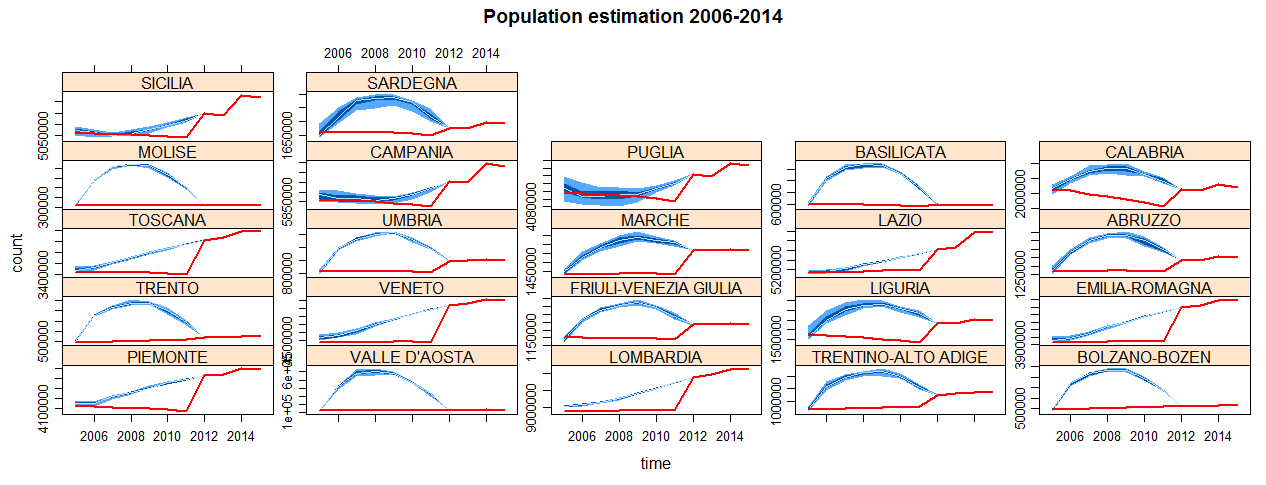 Population estimation 2006-2014
2006 2008 2010 2012 2014
SICILIA SARDEGNA
5050000 1650000
MOLISE CAMPANIA PUGLIA BASILICATA CALABRIA
300000 5850000 4080000 600000 2000000
TOSCANA UMBRIA MARCHE LAZIO ABRUZZO
3400000 800000 1450000 5200000 1250000
TRENTO VENETO FRIULI-VENEZIA GIULIA LIGURIA EMILIA-ROMAGNA
500000 1150000 1500000 3900000
PIEMONTE VALLE D'AOSTA LOMBARDIA TRENTINO-ALTO ADIGE BOLZANO-BOZEN
4100000 1e+05 9000000 1000000 500000
2006 2008 2010 2012 2014 2006 2008 2010 2012 2014 2006 2008 2010 2012 2014
count
time